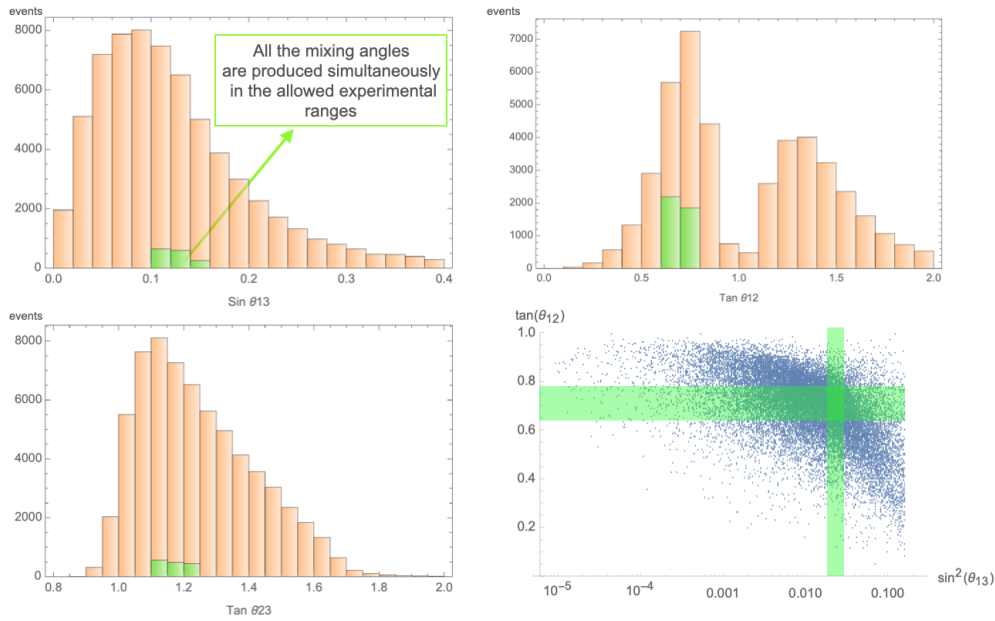 events
8000
6000
4000
2000
0
0.0 0.1 0.2 0.3 0.4
Sin θ13
All the mixing angles
are produced simultaneously
in the allowed experimental
ranges
events
7000
6000
5000
4000
3000
2000
1000
0
0.0 0.5 1.0 1.5 2.0
Tan θ12
events
8000
6000
4000
2000
0
0.8 1.0 1.2 1.4 1.6 1.8 2.0
Tan θ23
tan(θ12)
1.0
0.8
0.6
0.4
0.2
10⁻⁵ 10⁻⁴ 0.001 0.010 0.100
sin²(θ13)